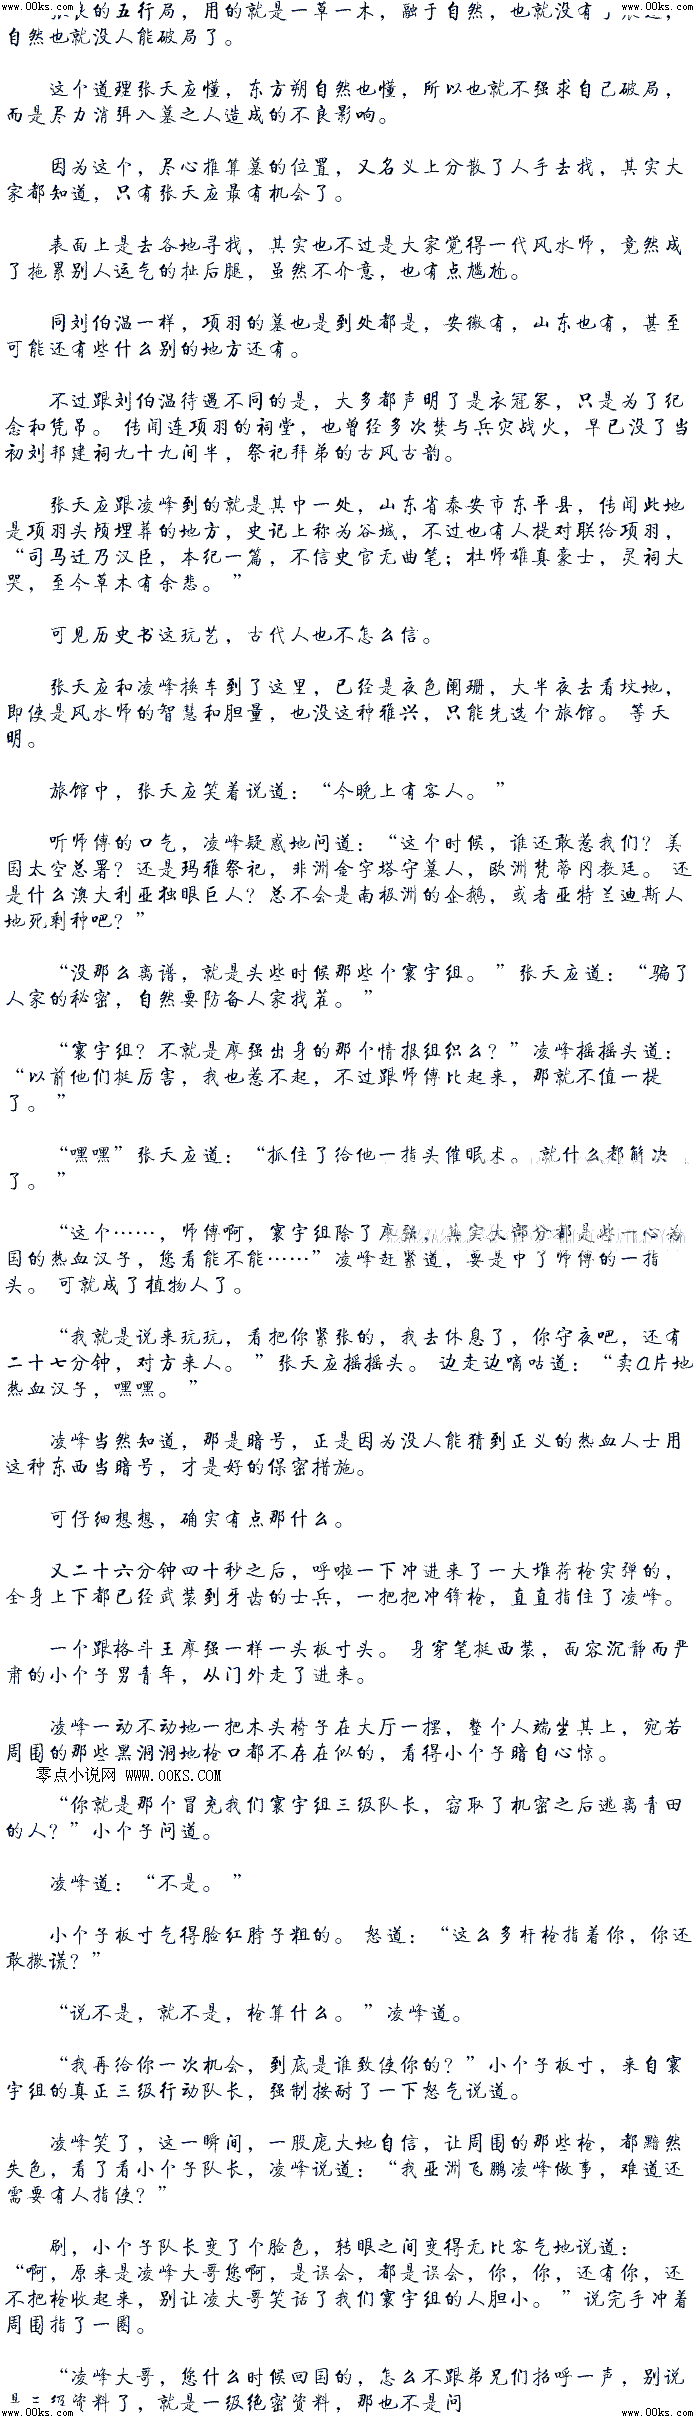 www.00ks.com www.00ks.com
的五行局，用的就是一草一木，融于自然，也就没有
自然也就没人能破局了。
这个道理张天应懂，东方朔自然也懂，所以也就不强求自己破局，
而是尽力消弭入墓之人造成的不良影响。
因为这个，尽心推算墓的位置，又名义上分散了人手去找，其实大
家都知道，只有张天应最有机会了。
表面上是去各地寻找，其实也不过是大家觉得一代风水师，竟然成
了拖累别人运气的扯后腿，虽然不介意，也有点尴尬。
同刘伯温一样，项羽的墓也是到处都是，安徽有，山东也有，甚至
可能还有些什么别的地方还有。
不过跟刘伯温待遇不同的是，大多都声明了是衣冠冢，只是为了纪
念和凭吊。 传闻连项羽的祠堂，也曾经多次焚与兵灾战火，早已没了当
初刘邦建祠九十九间半，祭祀拜弟的古风古韵。
张天应跟凌峰到的就是其中一处，山东省泰安市东平县，传闻此地
是项羽头颅埋葬的地方，史记上称为谷城，不过也有人提对联给项羽，
“司马迁乃汉臣，本纪一篇，不信史官无曲笔；杜师雄真豪士，灵祠大
哭，至今草木有余悲。”
可见历史书这玩艺，古代人也不怎么信。
张天应和凌峰换车到了这里，已经是夜色阑珊，大半夜去看坟地，
即使是风水师的智慧和胆量，也没这种雅兴，只能先选个旅馆。 等天
明。
旅馆中，张天应笑着说道：“今晚上有客人。”
听师傅的口气，凌峰疑惑地问道：“这个时候，谁还敢惹我们？美
国太空总署？还是玛雅祭祀，非洲金字塔守墓人，欧洲梵蒂冈教廷。 还
是什么澳大利亚独眼巨人？总不会是南极洲的企鹅，或者亚特兰迪斯人
地死剩种吧？”
“没那么离谱，就是头些时候那些个寰宇组。”张天应道：“骗了
人家的秘密，自然要防备人家找茬。”
“寰宇组？不就是廖强出身的那个情报组织么？”凌峰摇摇头道：
“以前他们挺厉害，我也惹不起，不过跟师傅比起来，那就不值一提
了。”
“嘿嘿”张天应道：“抓住了给他一指头催眠术。 就什么都解决
了。”
“这个……，师傅啊，寰宇组除了廖强，其实大部分都是些一心为
国的热血汉子，您看能不能……”凌峰赶紧道，要是中了师傅的一指
头。 可就成了植物人了。
“我就是说来玩玩，看把你紧张的，我去休息了，你守夜吧，还有
二十七分钟，对方来人。”张天应摇摇头。 边走边嘀咕道：“卖a片地
热血汉子，嘿嘿。”
凌峰当然知道，那是暗号，正是因为没人能猜到正义的热血人士用
这种东西当暗号，才是好的保密措施。
可仔细想想，确实有点那什么。
又二十六分钟四十秒之后，呼啦一下冲进来了一大堆荷枪实弹的，
全身上下都已经武装到牙齿的士兵，一把把冲锋枪，直直指住了凌峰。
一个跟格斗王廖强一样一头板寸头。 身穿笔挺西装，面容沉静而严
肃的小个子男青年，从门外走了进来。
凌峰一动不动地一把木头椅子在大厅一摆，整个人端坐其上，宛若
周围的那些黑洞洞地枪口都不存在似的，看得小个子暗自心惊。
零点小说网 www.00KS.COM
“你就是那个冒充我们寰宇组三级队长，窃取了机密之后逃离青田
的人？”小个子问道。
凌峰道：“不是。”
小个子板寸气得脸红脖子粗的。 怒道：“这么多杆枪指着你，你还
敢撒谎？”
“说不是，就不是，枪算什么。”凌峰道。
“我再给你一次机会，到底是谁致使你的？”小个子板寸，来自寰
宇组的真正三级行动队长，强制按耐了一下怒气说道。
凌峰笑了，这一瞬间，一股庞大地自信，让周围的那些枪，都黯然
失色，看了看小个子队长，凌峰说道：“我亚洲飞鹏凌峰做事，难道还
需要有人指使？”
刷，小个子队长变了个脸色，转眼之间变得无比客气地说道：
“啊，原来是凌峰大哥您啊，是误会，都是误会，你，你，还有你，还
不把枪收起来，别让凌大哥笑话了我们寰宇组的人胆小。”说完手冲着
周围指了一圈。
“凌峰大哥，您什么时候回国的，怎么不跟弟兄们招呼一声，别说
是三级资料了，就是一级绝密资料，那也不是问
www.00ks.com www.00ks.com